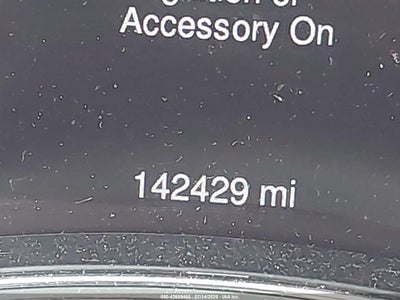 Accessory On
142429 mi